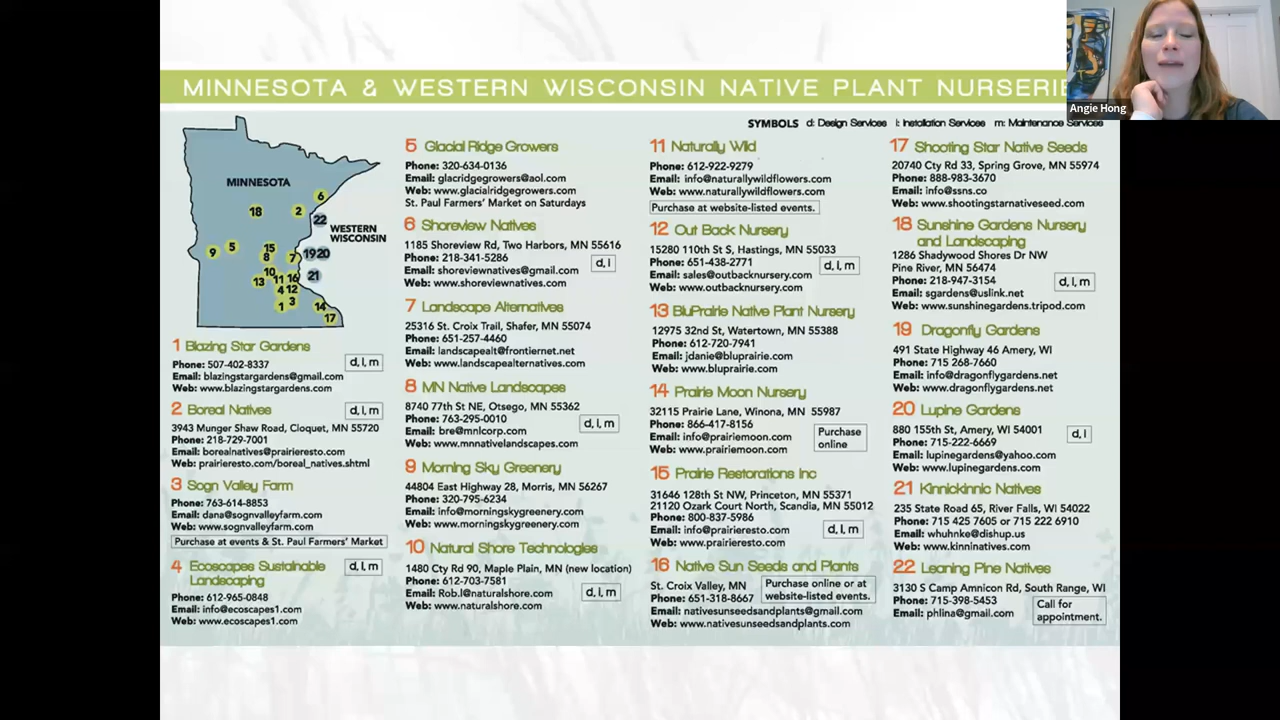 MINNESOTA & WESTERN WISCONSIN NATIVE PLANT NURSERIE
Angie Hong
SYMBOLS d: Design Services i: Installation Services m: Maintenance Services
MINNESOTA
WESTERN
WISCONSIN
6
18
2
22
9
5
15
8
7
19 20
10
13
11
16
21
4
12
1
3
14
17
1 Blazing Star Gardens
Phone: 507-402-8337
Email: blazingstargardens@gmail.com
Web: www.blazingstargardens.com
d, i, m
2 Boreal Natives
d, i, m
3943 Munger Shaw Road, Cloquet, MN 55720
Phone: 218-729-7001
Email: borealnatives@prairieresto.com
Web: prairieresto.com/boreal_natives.shtml
3 Sogn Valley Farm
Phone: 763-614-8853
Email: dana@sognvalleyfarm.com
Web: www.sognvalleyfarm.com
Purchase at events & St. Paul Farmers' Market
4 Ecoscapes Sustainable
Landscaping
d, i, m
Phone: 612-965-0848
Email: info@ecoscapes1.com
Web: www.ecoscapes1.com
5 Glacial Ridge Growers
Phone: 320-634-0136
Email: glacridgegrowers@aol.com
Web: www.glacialridgegrowers.com
St. Paul Farmers' Market on Saturdays
6 Shoreview Natives
1185 Shoreview Rd, Two Harbors, MN 55616
Phone: 218-341-5286
Email: shoreviewnatives@gmail.com
Web: www.shoreviewnatives.com
d, i
7 Landscape Alternatives
25316 St. Croix Trail, Shafer, MN 55074
Phone: 651-257-4460
Email: landscapealt@frontiernet.net
Web: www.landscapealternatives.com
8 MN Native Landscapes
8740 77th St NE, Otsego, MN 55362
Phone: 763-295-0010
Email: bre@mnlcorp.com
Web: www.mnnativelandscapes.com
d, i, m
9 Morning Sky Greenery
44804 East Highway 28, Morris, MN 56267
Phone: 320-795-6234
Email: info@morningskygreenery.com
Web: www.morningskygreenery.com
10 Natural Shore Technologies
1480 Cty Rd 90, Maple Plain, MN (new location)
Phone: 612-703-7581
Email: Rob.l@naturalshore.com
Web: www.naturalshore.com
d, i, m
11 Naturally Wild
Phone: 612-922-9279
Email: info@naturallywildflowers.com
Web: www.naturallywildflowers.com
Purchase at website-listed events.
12 Out Back Nursery
15280 110th St S, Hastings, MN 55033
Phone: 651-438-2771
Email: sales@outbacknursery.com
Web: www.outbacknursery.com
d, i, m
13 BluPrairie Native Plant Nursery
12975 32nd St, Watertown, MN 55388
Phone: 612-720-7941
Email: jdanie@bluprairie.com
Web: www.bluprairie.com
14 Prairie Moon Nursery
32115 Prairie Lane, Winona, MN 55987
Phone: 866-417-8156
Email: info@prairiemoon.com
Web: www.prairiemoon.com
Purchase
online
15 Prairie Restorations Inc
31646 128th St NW, Princeton, MN 55371
21120 Ozark Court North, Scandia, MN 55012
Phone: 800-837-5986
Email: info@prairieresto.com
Web: www.prairieresto.com
d, i, m
16 Native Sun Seeds and Plants
St. Croix Valley, MN
Phone: 651-318-8667
Email: nativesunseedsandplants@gmail.com
Web: www.nativesunseedsandplants.com
Purchase online or at
website-listed events.
17 Shooting Star Native Seeds
20740 Cty Rd 33, Spring Grove, MN 55974
Phone: 888-983-3670
Email: info@ssns.co
Web: www.shootingstarnativeseed.com
18 Sunshine Gardens Nursery
and Landscaping
1286 Shadywood Shores Dr NW
Pine River, MN 56474
Phone: 218-947-3154
Email: sgardens@uslink.net
Web: www.sunshinegardens.tripod.com
d, i, m
19 Dragonfly Gardens
491 State Highway 46 Amery, WI
Phone: 715 268-7660
Email: info@dragonflygardens.net
Web: www.dragonflygarden.net
20 Lupine Gardens
880 155th St, Amery, WI 54001
Phone: 715-222-6669
Email: lupinegardens@yahoo.com
Web: www.lupinegardens.com
d, i
21 Kinnickinnic Natives
235 State Road 65, River Falls, WI 54022
Phone: 715 425 7605 or 715 222 6910
Email: whuhnke@dishup.us
Web: www.kinninatives.com
22 Leaning Pine Natives
3130 S Camp Amnicon Rd, South Range, WI
Phone: 715-398-5453
Email: phlina@gmail.com
Call for
appointment.